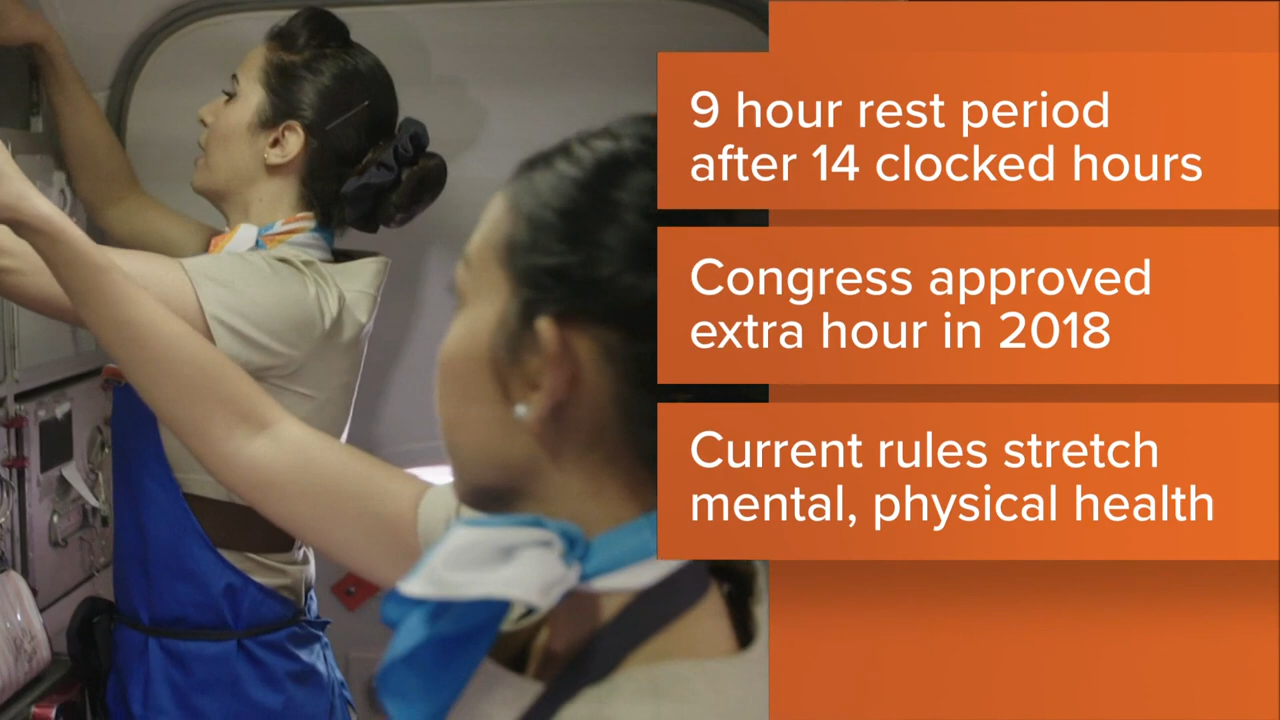 9 hour rest period
after 14 clocked hours
Congress approved
extra hour in 2018
Current rules stretch
mental, physical health